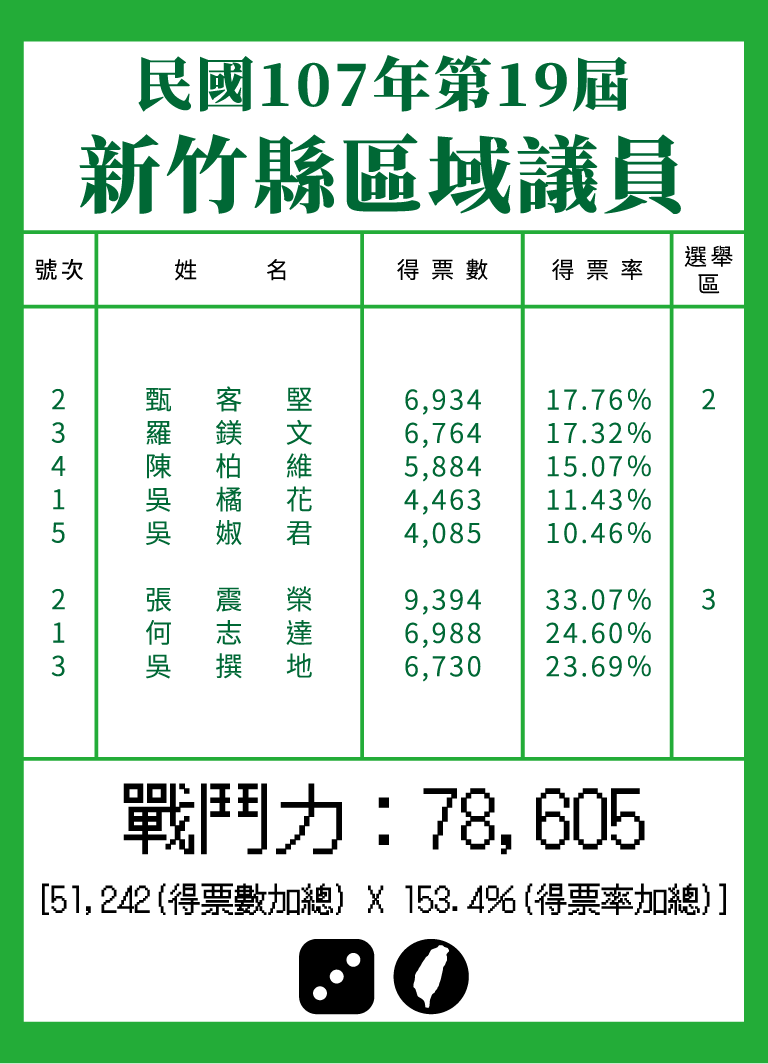 民國107年第19屆
新竹縣區域議員
號次 姓 名 得票數 得票率 選舉區
2 甄客堅 6,934 17.76% 2
3 羅鎂文 6,764 17.32%
4 陳柏維 5,884 15.07%
1 吳橘花 4,463 11.43%
5 吳婌君 4,085 10.46%
2 張震榮 9,394 33.07% 3
1 何志達 6,988 24.60%
3 吳撰地 6,730 23.69%
戰鬥力：78,605
[51,242(得票數加總) X 153.4%(得票率加總)]